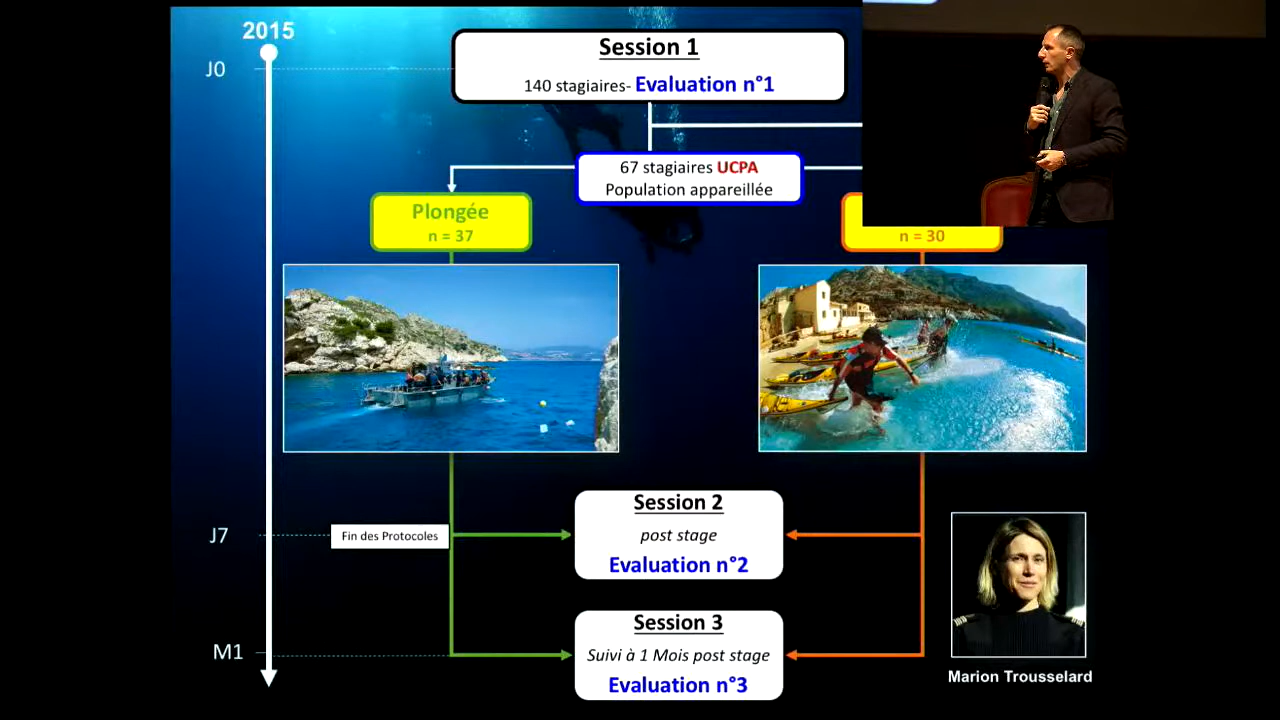 2015
J0
Session 1
140 stagiaires- Evaluation n°1
67 stagiaires UCPA
Population appareillée
Plongée
n = 37
n = 30
J7
Fin des Protocoles
Session 2
post stage
Evaluation n°2
M1
Session 3
Suivi à 1 Mois post stage
Evaluation n°3
Marion Trousselard